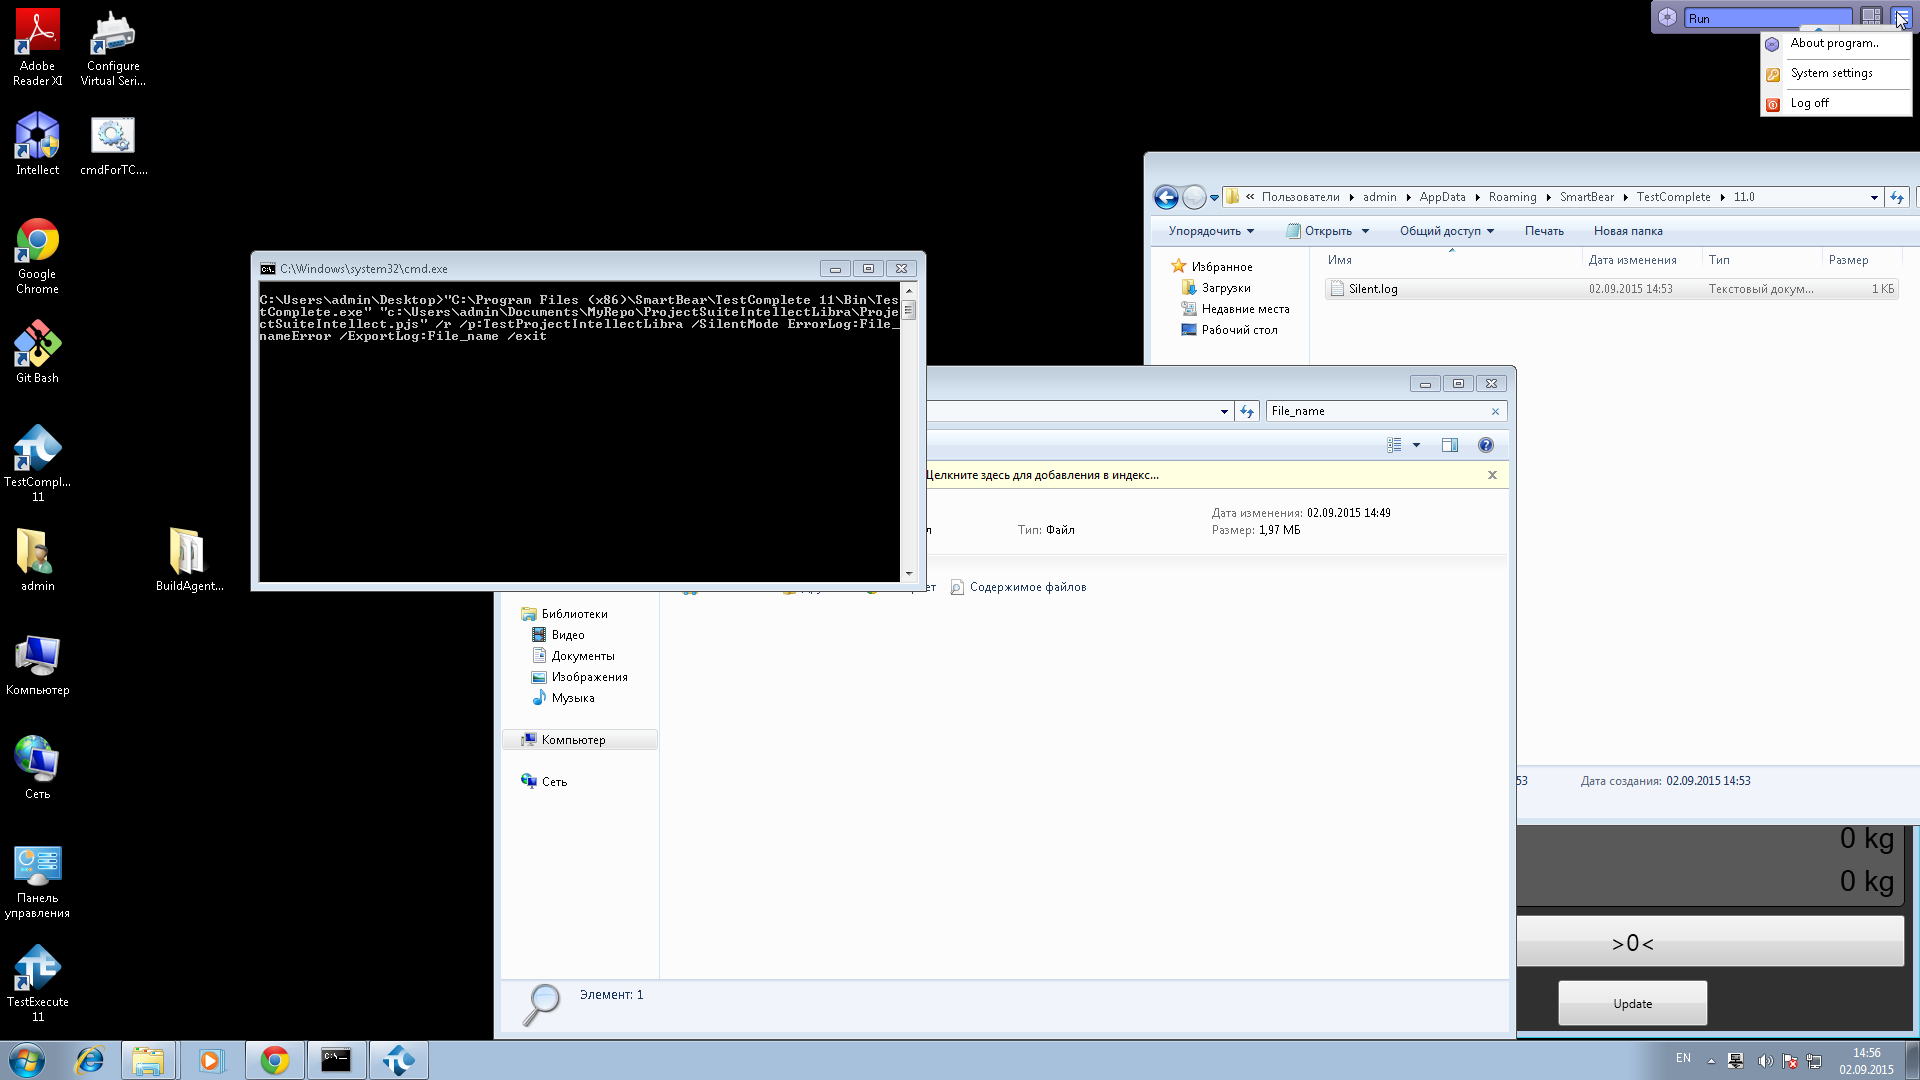 Adobe
Reader XI
Configure
Virtual Seri...
Intellect
cmdForTC....
Google
Chrome
Git Bash
TestCompl...
11
admin
BuildAgent...
Компьютер
Сеть
Панель
управления
TestExecute
11
Run
About program..
System settings
Log off
« Пользователи admin AppData Roaming SmartBear TestComplete 11.0
Упорядочить Открыть Общий доступ Печать Новая папка
Избранное
Загрузки
Недавние места
Рабочий стол
Имя Дата изменения Тип Размер
Silent.log 02.09.2015 14:53 Текстовый докум... 1 КБ
C:\Windows\system32\cmd.exe
C:\Users\admin\Desktop>"C:\Program Files (x86)\SmartBear\TestComplete 11\Bin\Tes
tComplete.exe" "c:\Users\admin\Documents\MyRepo\ProjectSuiteIntellectLibra\Proje
ctSuiteIntellect.pjs" /r /p:TestProjectIntellectLibra /SilentMode ErrorLog:File_
nameError /ExportLog:File_name /exit
File_name
Щелкните здесь для добавления в индекс...
Дата изменения: 02.09.2015 14:49
Тип: Файл Размер: 1,97 МБ
Содержимое файлов
Библиотеки
Видео
Документы
Изображения
Музыка
Компьютер
Сеть
Элемент: 1
53 Дата создания: 02.09.2015 14:53
0 kg
0 kg
>0<
Update
EN
14:56
02.09.2015